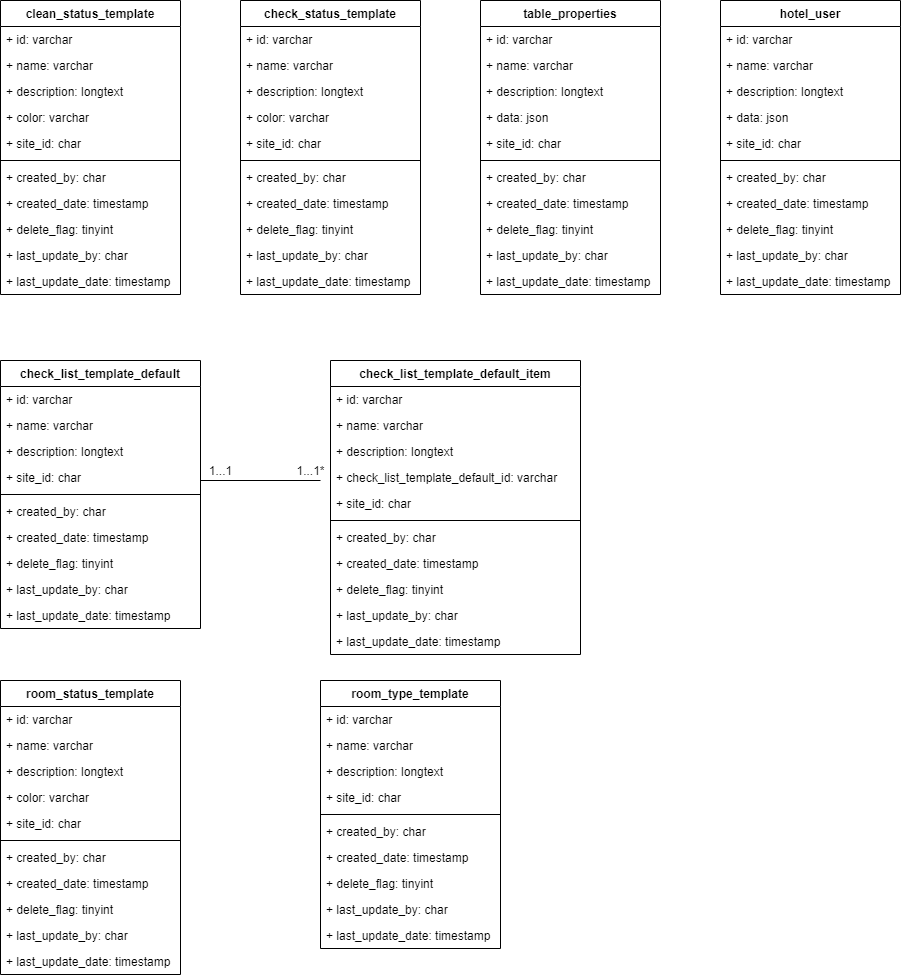 clean_status_template
+ id: varchar
+ name: varchar
+ description: longtext
+ color: varchar
+ site_id: char
+ created_by: char
+ created_date: timestamp
+ delete_flag: tinyint
+ last_update_by: char
+ last_update_date: timestamp
check_status_template
+ id: varchar
+ name: varchar
+ description: longtext
+ color: varchar
+ site_id: char
+ created_by: char
+ created_date: timestamp
+ delete_flag: tinyint
+ last_update_by: char
+ last_update_date: timestamp
table_properties
+ id: varchar
+ name: varchar
+ description: longtext
+ data: json
+ site_id: char
+ created_by: char
+ created_date: timestamp
+ delete_flag: tinyint
+ last_update_by: char
+ last_update_date: timestamp
hotel_user
+ id: varchar
+ name: varchar
+ description: longtext
+ data: json
+ site_id: char
+ created_by: char
+ created_date: timestamp
+ delete_flag: tinyint
+ last_update_by: char
+ last_update_date: timestamp
check_list_template_default
+ id: varchar
+ name: varchar
+ description: longtext
+ site_id: char
+ created_by: char
+ created_date: timestamp
+ delete_flag: tinyint
+ last_update_by: char
+ last_update_date: timestamp
1...1
1...1*
check_list_template_default_item
+ id: varchar
+ name: varchar
+ description: longtext
+ check_list_template_default_id: varchar
+ site_id: char
+ created_by: char
+ created_date: timestamp
+ delete_flag: tinyint
+ last_update_by: char
+ last_update_date: timestamp
room_status_template
+ id: varchar
+ name: varchar
+ description: longtext
+ color: varchar
+ site_id: char
+ created_by: char
+ created_date: timestamp
+ delete_flag: tinyint
+ last_update_by: char
+ last_update_date: timestamp
room_type_template
+ id: varchar
+ name: varchar
+ description: longtext
+ site_id: char
+ created_by: char
+ created_date: timestamp
+ delete_flag: tinyint
+ last_update_by: char
+ last_update_date: timestamp